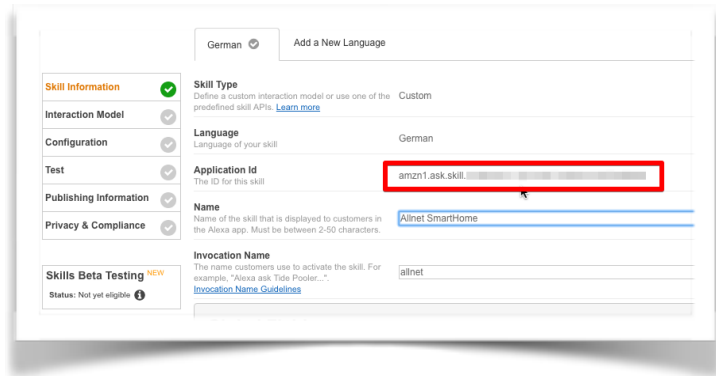 German
Add a New Language
Skill Information
Interaction Model
Configuration
Test
Publishing Information
Privacy & Compliance
Skills Beta Testing NEW
Status: Not yet eligible
Skill Type
Define a custom interaction model or use one of the
predefined skill APIs. Learn more
Custom
Language
Language of your skill
German
Application Id
The ID for this skill
amzn1.ask.skill.
Name
Name of the skill that is displayed to customers in
the Alexa app. Must be between 2-50 characters.
Allnet SmartHome
Invocation Name
The name customers use to activate the skill. For
example, "Alexa ask Tide Pooler...".
Invocation Name Guidelines
allnet